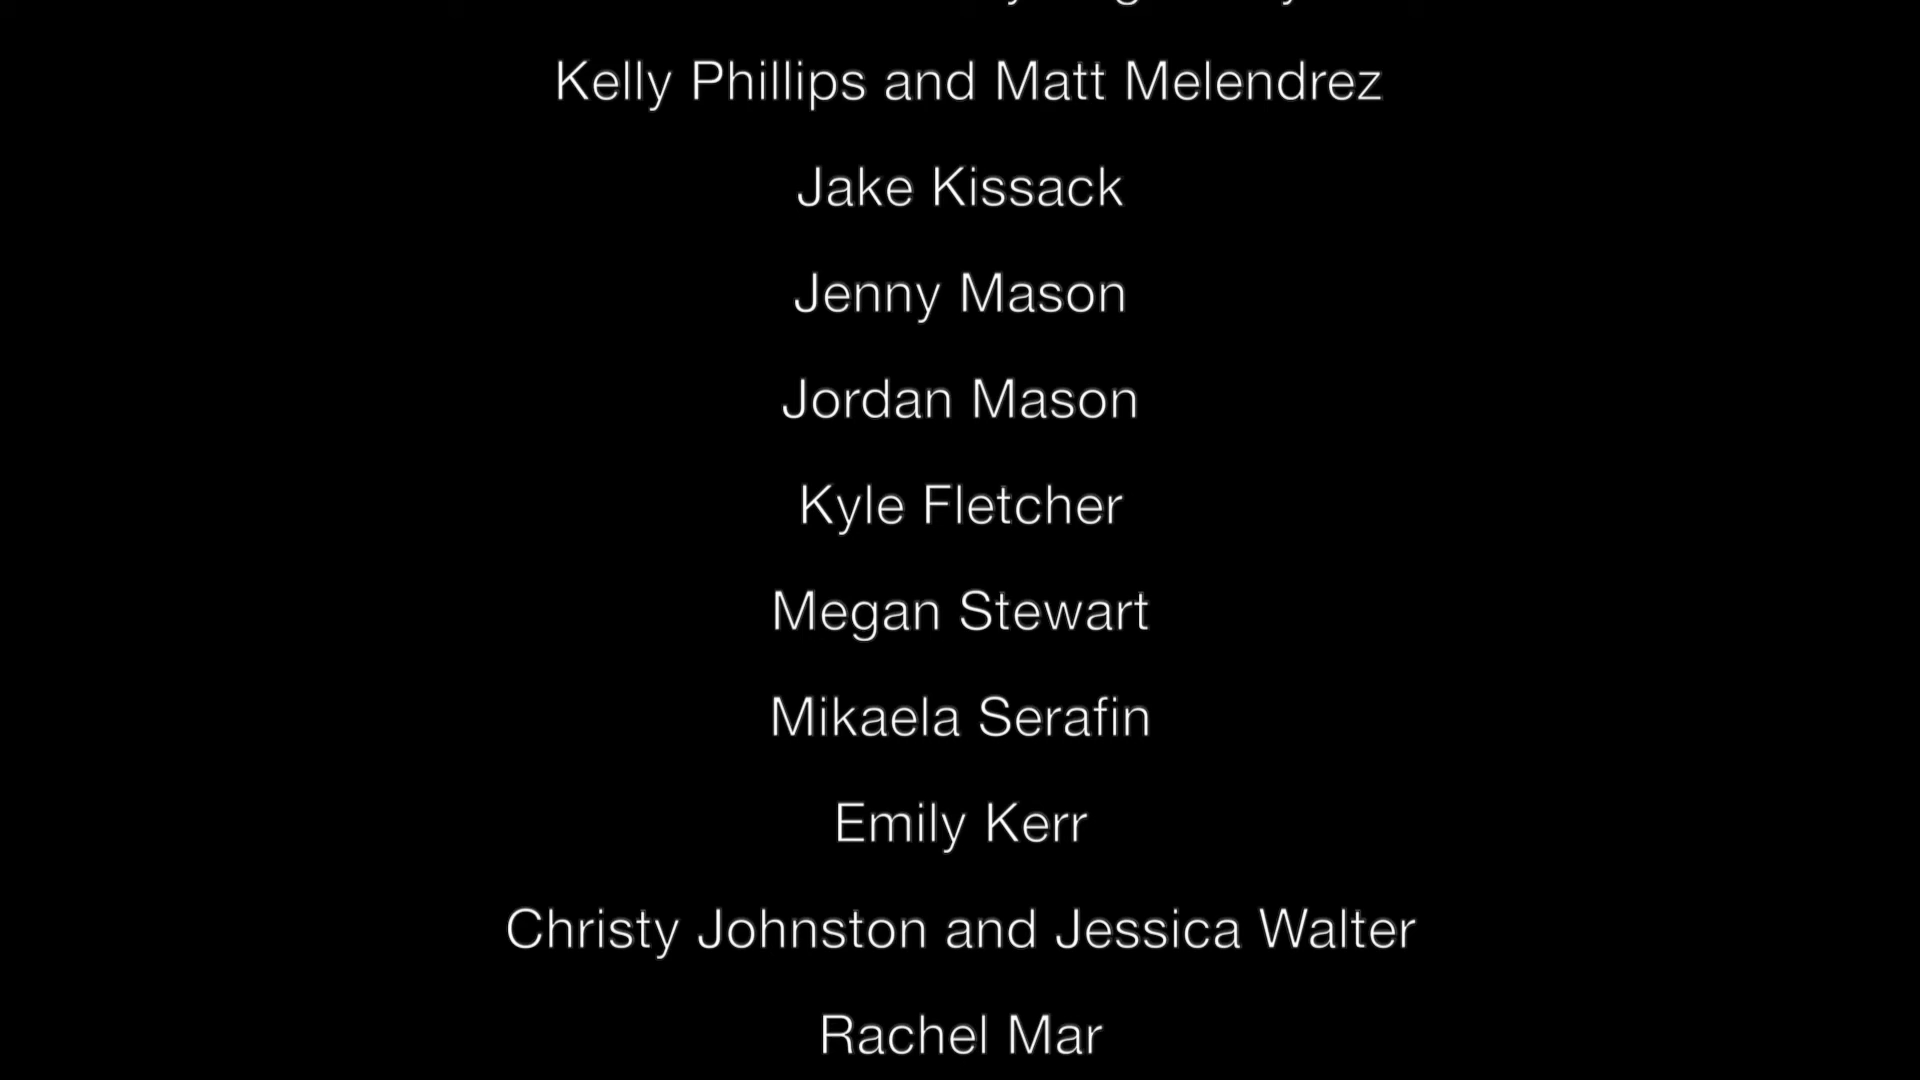 Kelly Phillips and Matt Melendrez
Jake Kissack
Jenny Mason
Jordan Mason
Kyle Fletcher
Megan Stewart
Mikaela Serafin
Emily Kerr
Christy Johnston and Jessica Walter
Rachel Mar